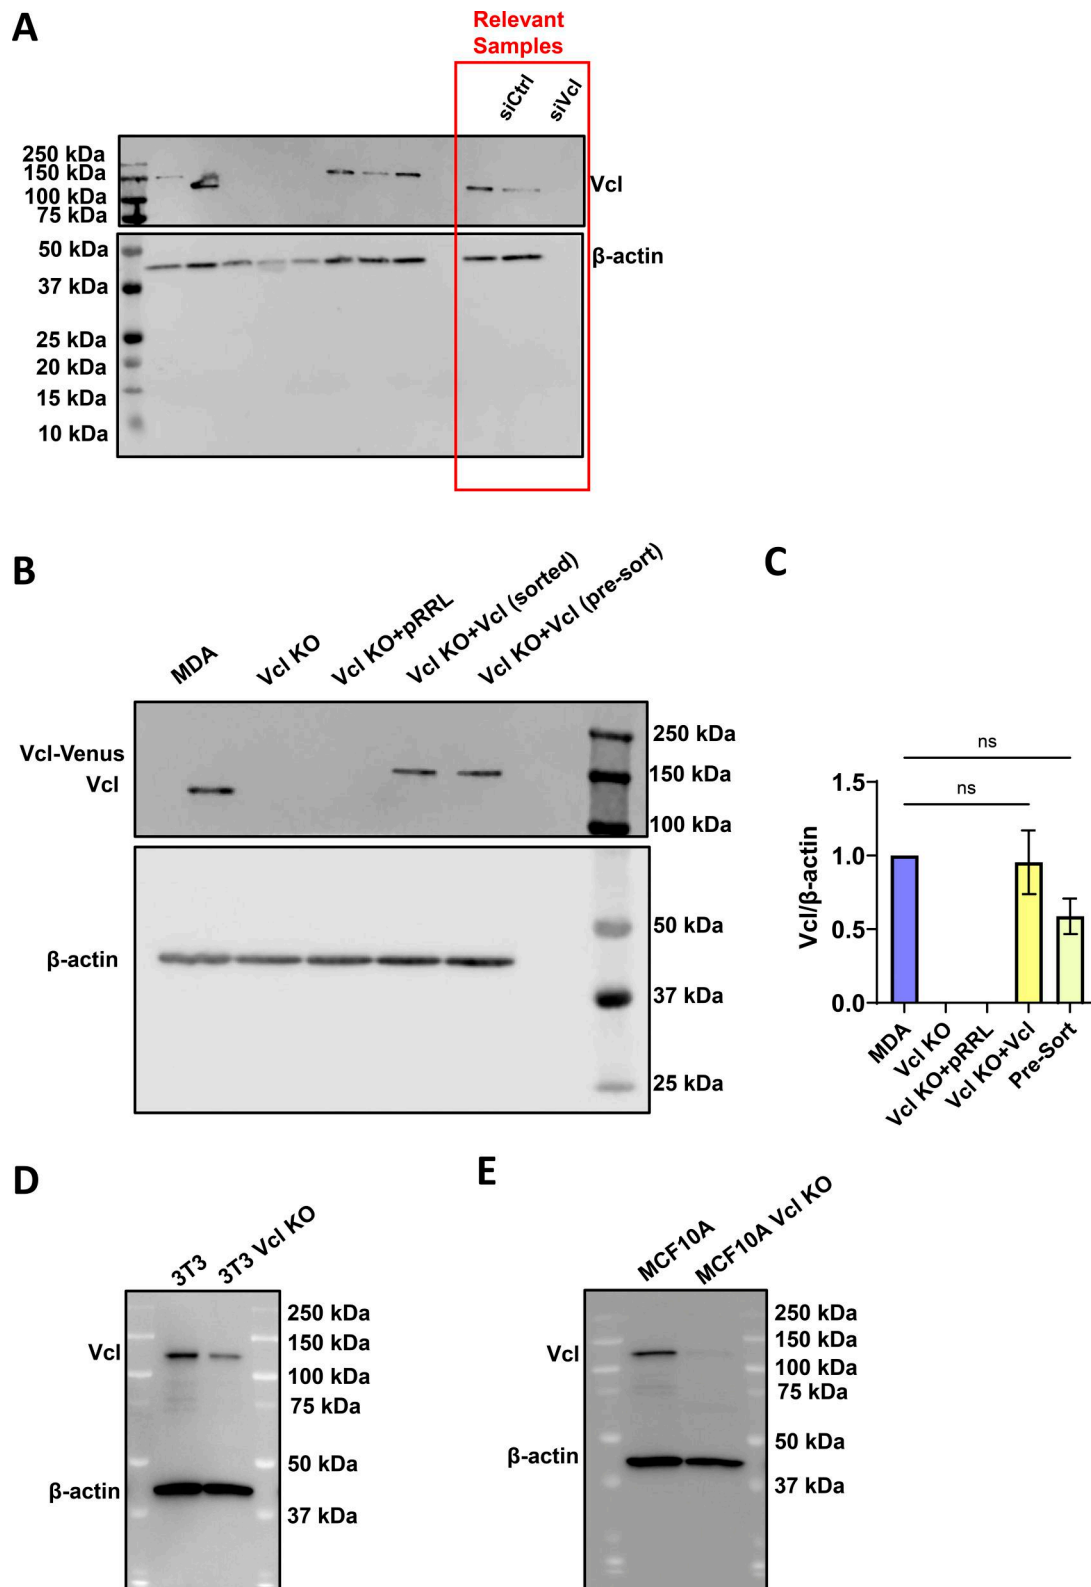 A
Relevant
Samples
siCtrl
siVcl
250 kDa
150 kDa
100 kDa
75 kDa
Vcl
50 kDa
37 kDa
25 kDa
20 kDa
15 kDa
10 kDa
β-actin
B
MDA
Vcl KO
Vcl KO+pRRL
Vcl KO+Vcl (sorted)
Vcl KO+Vcl (pre-sort)
Vcl-Venus
Vcl
250 kDa
150 kDa
100 kDa
β-actin
50 kDa
37 kDa
25 kDa
C
ns
ns
Vcl/β-actin
1.5
1.0
0.5
0.0
MDA
Vcl KO
Vcl KO+pRRL
Vcl KO+Vcl
Pre-Sort
D
3T3
3T3 Vcl KO
Vcl
β-actin
250 kDa
150 kDa
100 kDa
75 kDa
50 kDa
37 kDa
E
MCF10A
MCF10A Vcl KO
Vcl
β-actin
250 kDa
150 kDa
100 kDa
75 kDa
50 kDa
37 kDa